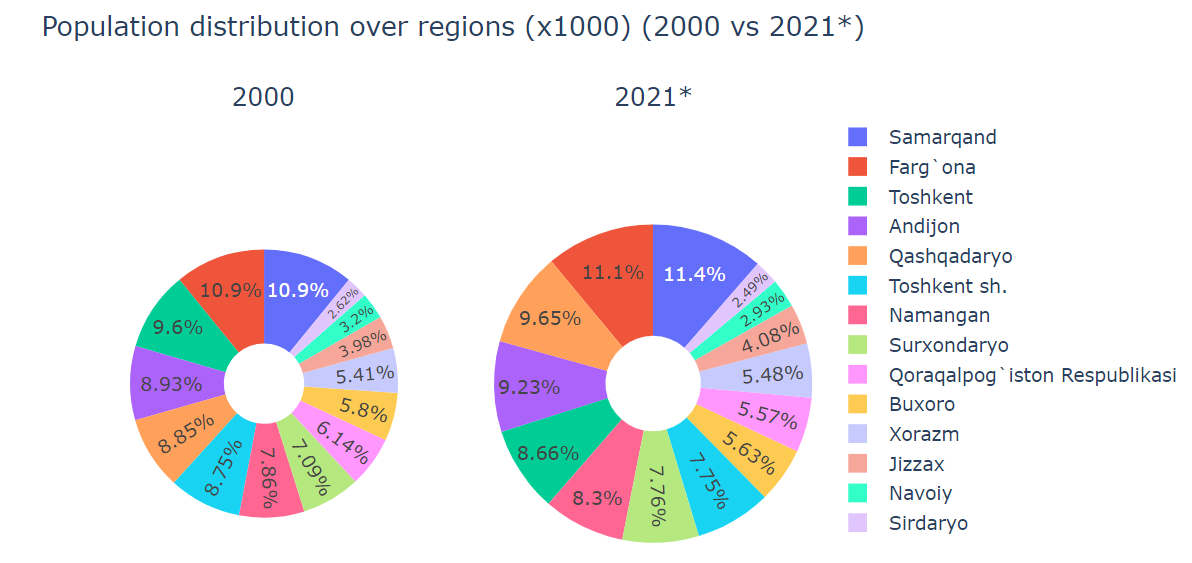 Population distribution over regions (x1000) (2000 vs 2021*)
2000
2021*
10.9%
10.9%
9.6%
8.93%
8.85%
8.75%
7.86%
7.09%
6.14%
5.8%
5.41%
3.98%
3.2%
2.62%
11.4%
11.1%
9.65%
9.23%
8.66%
8.3%
7.76%
7.75%
5.63%
5.57%
5.48%
4.08%
2.93%
2.49%
Samarqand
Farg`ona
Toshkent
Andijon
Qashqadaryo
Toshkent sh.
Namangan
Surxondaryo
Qoraqalpog`iston Respublikasi
Buxoro
Xorazm
Jizzax
Navoiy
Sirdaryo